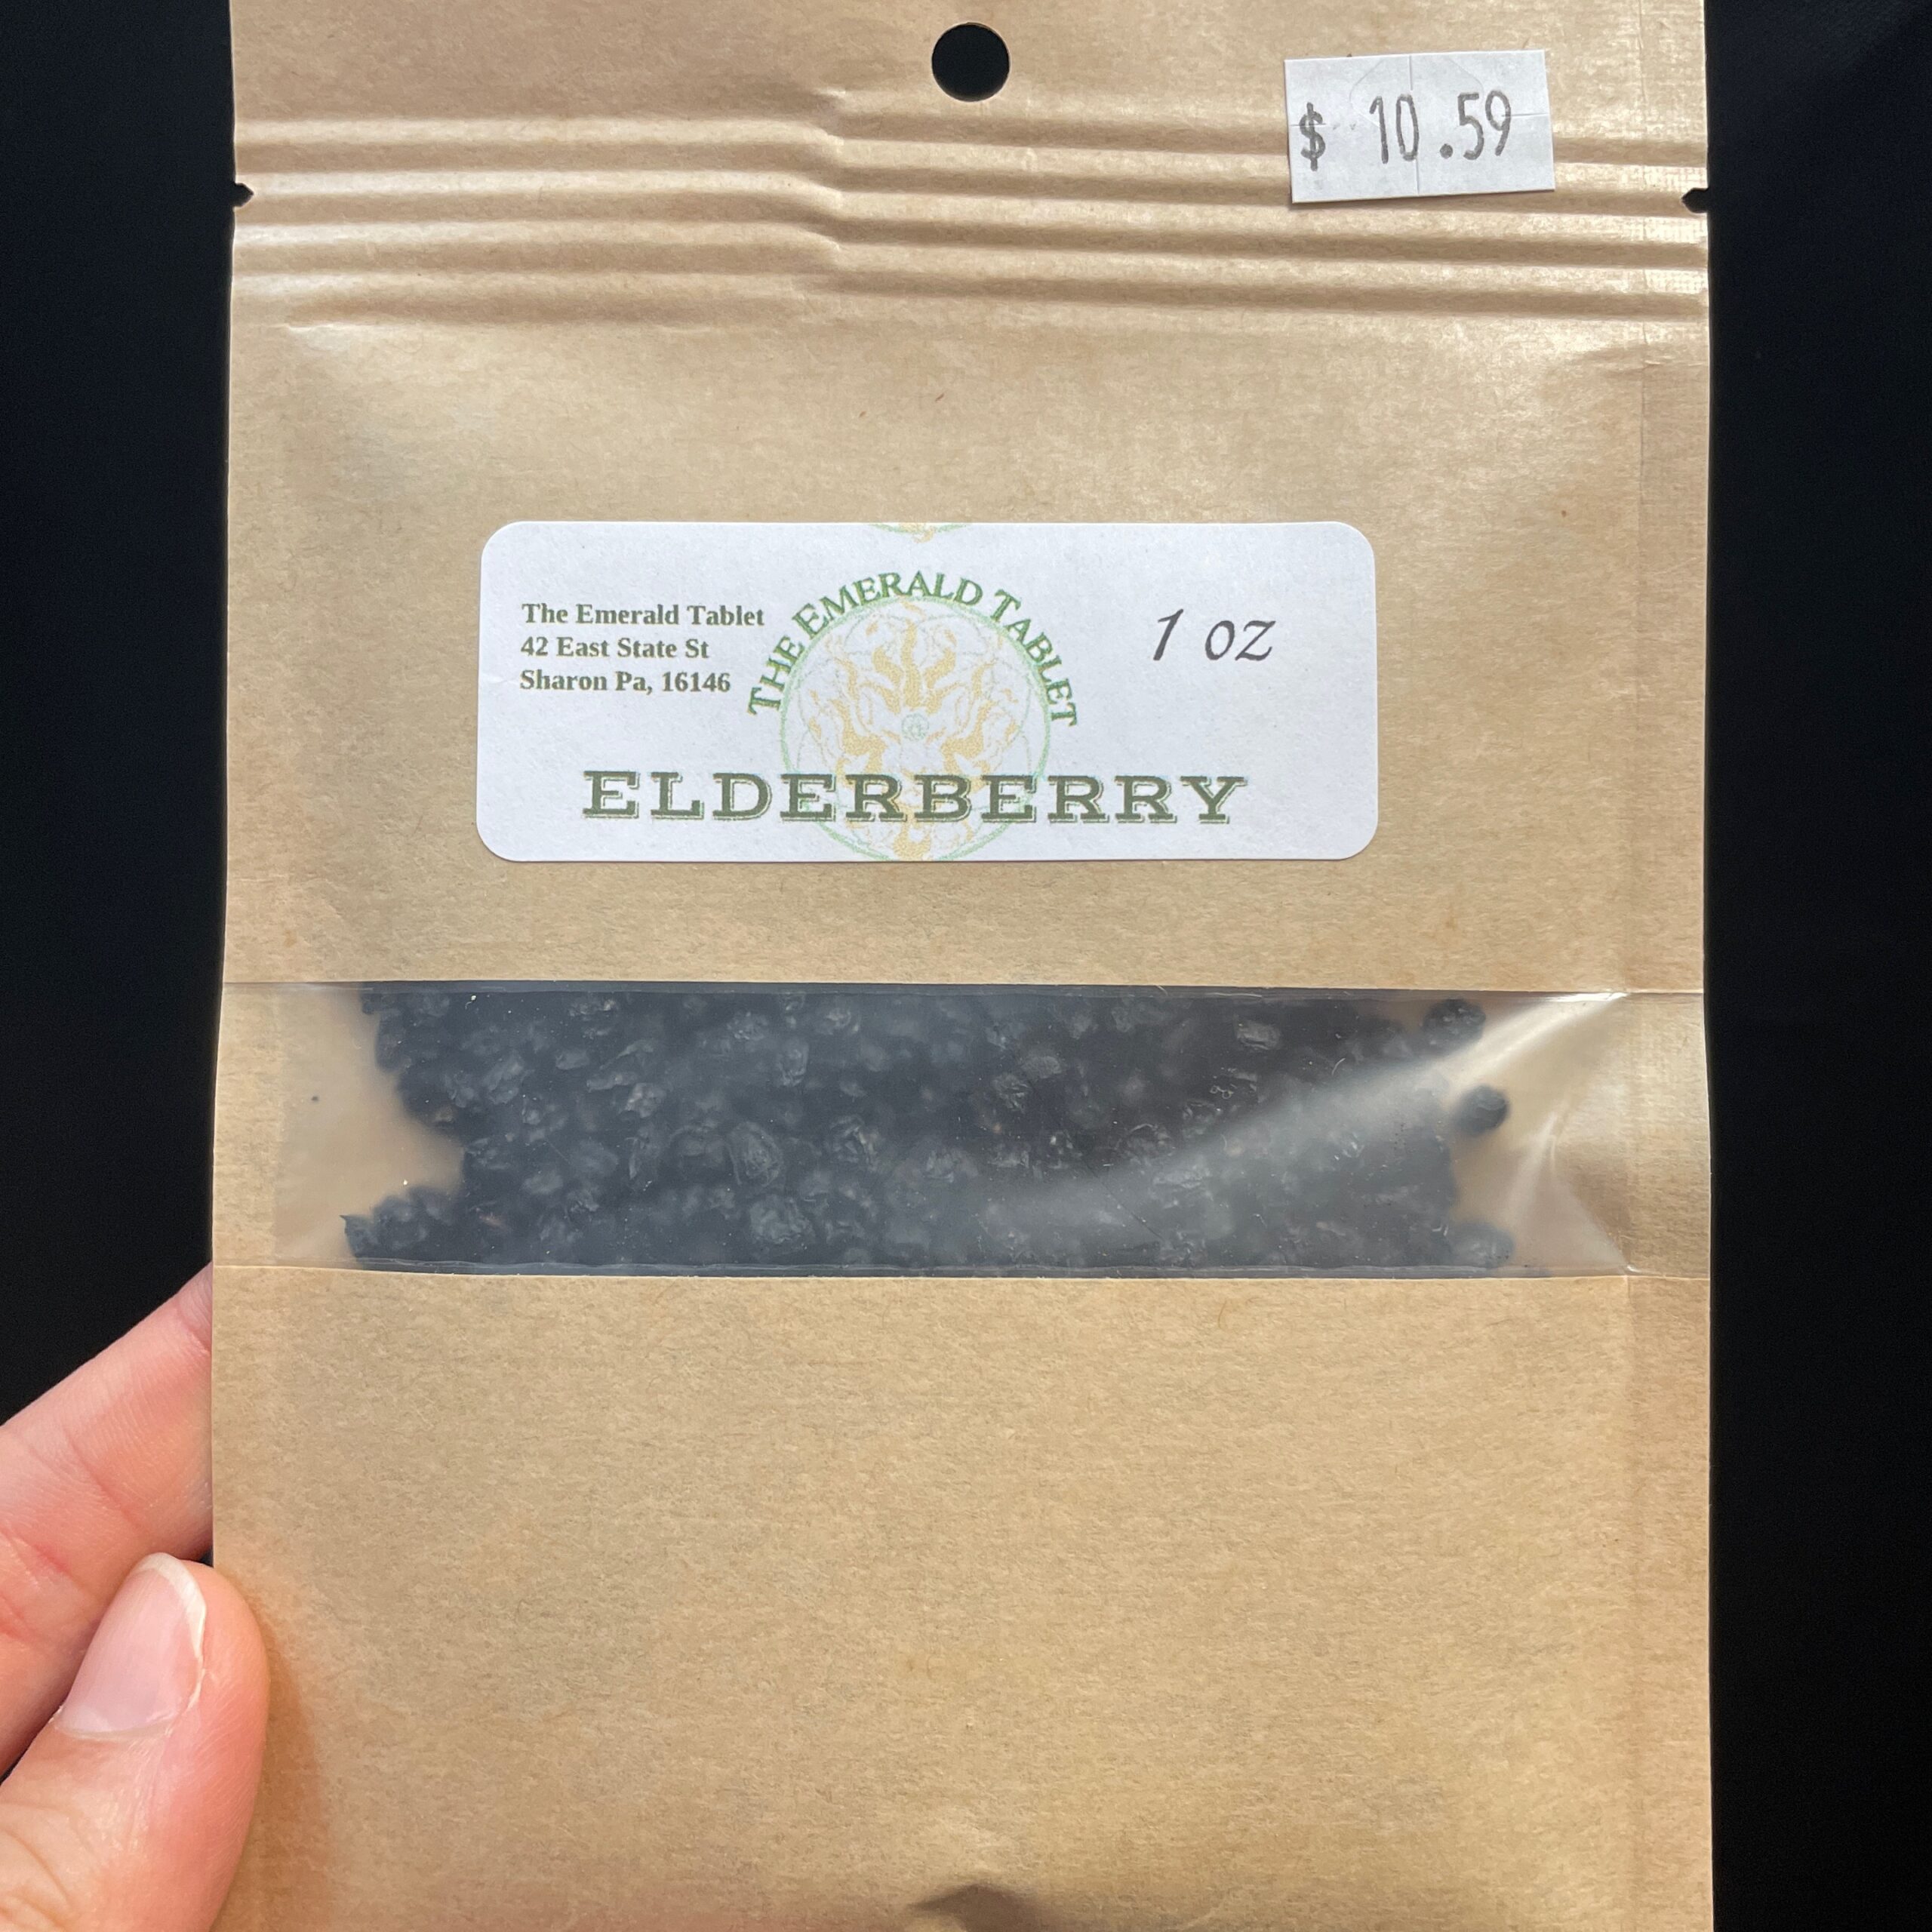 $ 10.59
The Emerald Tablet
42 East State St
Sharon Pa, 16146
THE EMERALD TABLET
1 oz
ELDERBERRY